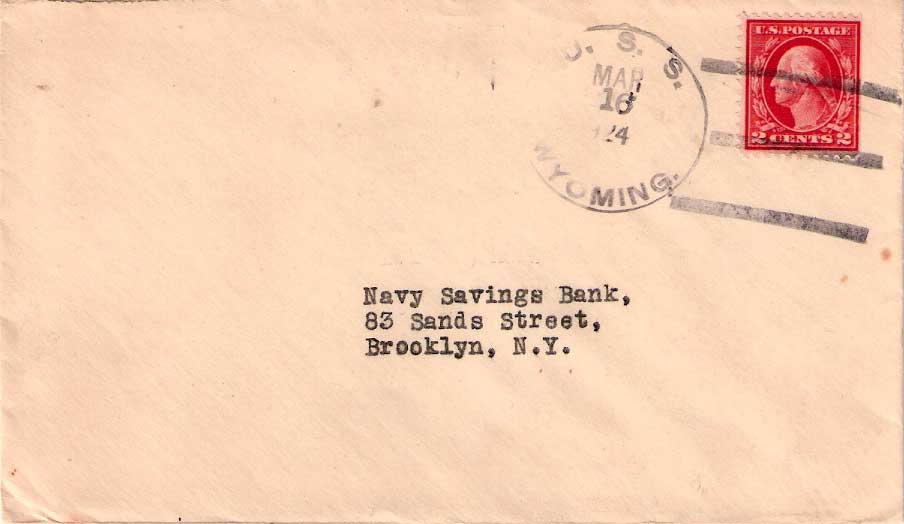 U. S. S.
MAR
16
'24
WYOMING.
U.S. POSTAGE
2 CENTS 2
Navy Savings Bank,
83 Sands Street,
Brooklyn, N.Y.